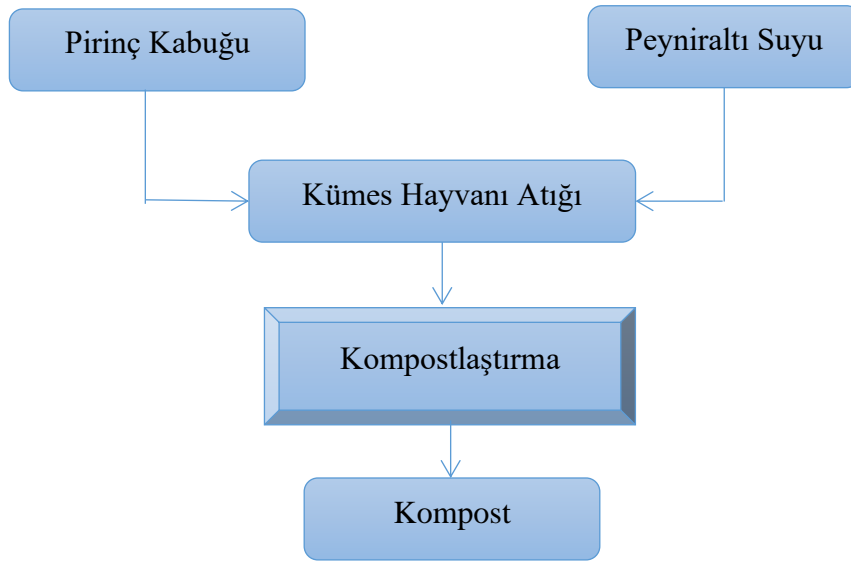 Pirinç Kabuğu
Peyniraltı Suyu
Kümes Hayvanı Atığı
Kompostlaştırma
Kompost